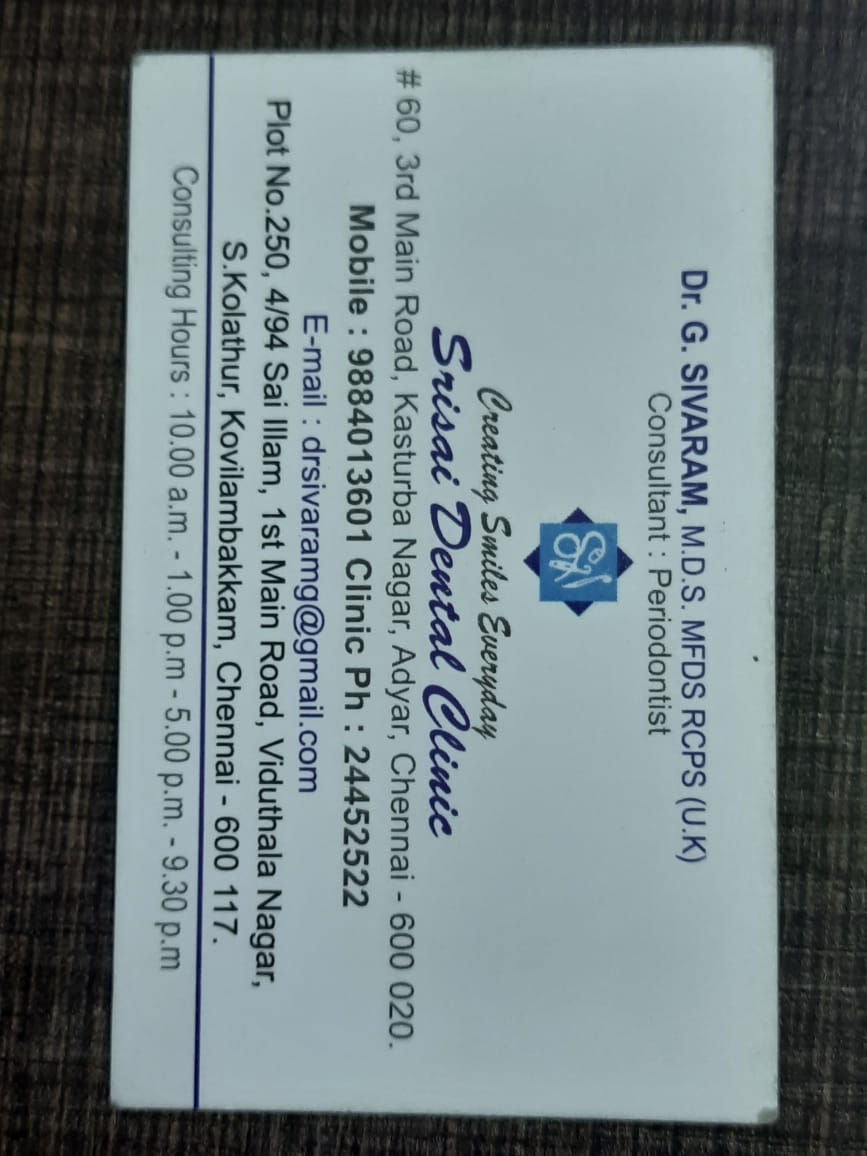 Dr. G. SIVARAM, M.D.S. MFDS RCPS (U.K)
Consultant : Periodontist
Creating Smiles Everyday
Srisai Dental Clinic
# 60, 3rd Main Road, Kasturba Nagar, Adyar, Chennai - 600 020.
Mobile : 9884013601 Clinic Ph : 24452522
E-mail : drsivaramg@gmail.com
Plot No.250, 4/94 Sai Illam, 1st Main Road, Viduthala Nagar,
S.Kolathur, Kovilambakkam, Chennai - 600 117.
Consulting Hours : 10.00 a.m. - 1.00 p.m - 5.00 p.m. - 9.30 p.m